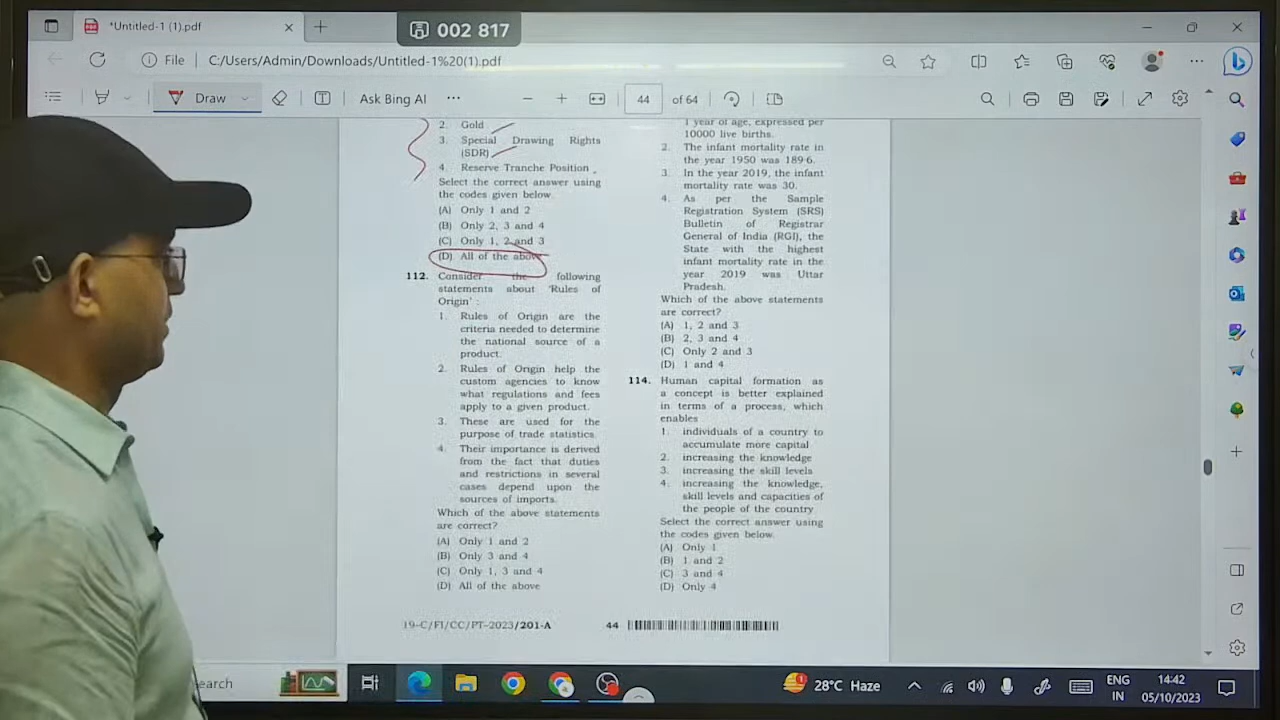 *Untitled-1 (1).pdf
002 817
File
C:/Users/Admin/Downloads/Untitled-1%20(1).pdf
Draw
Ask Bing AI
44 of 64
2. Gold
3. Special Drawing Rights
(SDR)
4. Reserve Tranche Position
Select the correct answer using
the codes given below.
(A) Only 1 and 2
(B) Only 2, 3 and 4
(C) Only 1, 2 and 3
(D) All of the above
112. Consider the following
statements about 'Rules of
Origin' :
1. Rules of Origin are the
criteria needed to determine
the national source of a
product.
2. Rules of Origin help the
custom agencies to know
what regulations and fees
apply to a given product.
3. These are used for the
purpose of trade statistics.
4. Their importance is derived
from the fact that duties
and restrictions in several
cases depend upon the
sources of imports.
Which of the above statements
are correct?
(A) Only 1 and 2
(B) Only 3 and 4
(C) Only 1, 3 and 4
(D) All of the above
1 year of age, expressed per
10000 live births.
2. The infant mortality rate in
the year 1950 was 189·6.
3. In the year 2019, the infant
mortality rate was 30.
4. As per the Sample
Registration System (SRS)
Bulletin of Registrar
General of India (RGI), the
State with the highest
infant mortality rate in the
year 2019 was Uttar
Pradesh.
Which of the above statements
are correct?
(A) 1, 2 and 3
(B) 2, 3 and 4
(C) Only 2 and 3
(D) 1 and 4
114. Human capital formation as
a concept is better explained
in terms of a process, which
enables
1. individuals of a country to
accumulate more capital
2. increasing the knowledge
3. increasing the skill levels
4. increasing the knowledge,
skill levels and capacities of
the people of the country
Select the correct answer using
the codes given below.
(A) Only 1
(B) 1 and 2
(C) 3 and 4
(D) Only 4
19-C/FI/CC/PT-2023/201-A
44
earch
28°C Haze
ENG
IN
14:42
05/10/2023